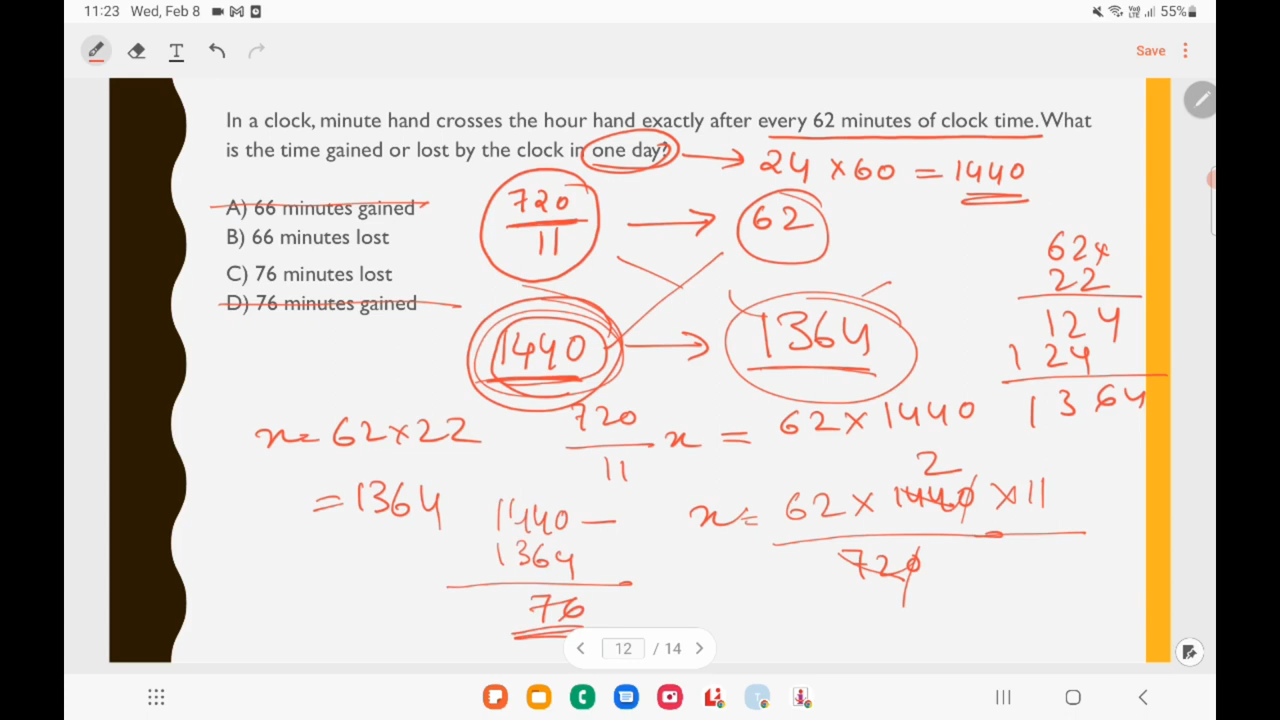 11:23 Wed, Feb 8
55%
Save
In a clock, minute hand crosses the hour hand exactly after every 62 minutes of clock time. What
is the time gained or lost by the clock in one day?
24 x 60 = 1440
A) 66 minutes gained
B) 66 minutes lost
C) 76 minutes lost
D) 76 minutes gained
720
11
62
1440
1364
62 x
22
124
124
1364
x = 62 x 22
= 1364
720
11
x = 62 x 1440
1440 -
1364
76
2
x = 62 x 1440 x 11
720
12 / 14